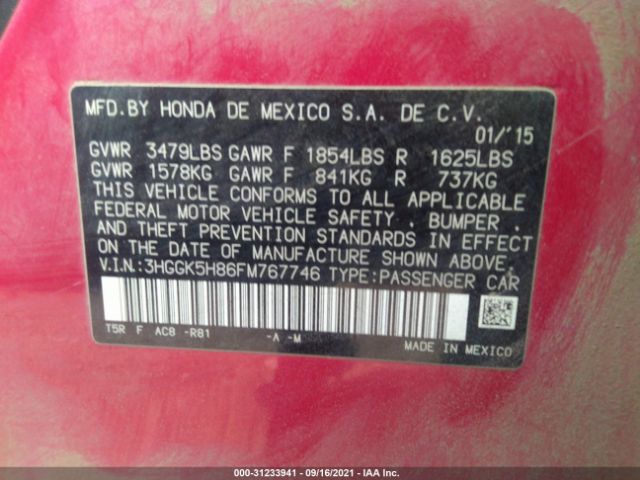 MFD.BY HONDA DE MEXICO S.A. DE C.V.
01/'15
GVWR 3479LBS GAWR F 1854LBS R 1625LBS
GVWR 1578KG GAWR F 841KG R 737KG
THIS VEHICLE CONFORMS TO ALL APPLICABLE
FEDERAL MOTOR VEHICLE SAFETY , BUMPER ,
AND THEFT PREVENTION STANDARDS IN EFFECT
ON THE DATE OF MANUFACTURE SHOWN ABOVE.
V.I.N.:3HGGK5H86FM767746 TYPE:PASSENGER CAR
T5R F AC8 -R81 -A -M
MADE IN MEXICO
000-31233941 - 09/16/2021 - IAA Inc.